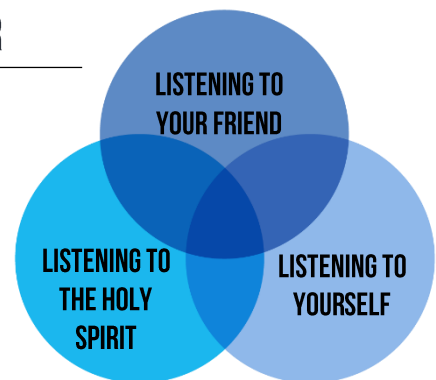 R
LISTENING TO
YOUR FRIEND
LISTENING TO
THE HOLY
SPIRIT
LISTENING TO
YOURSELF